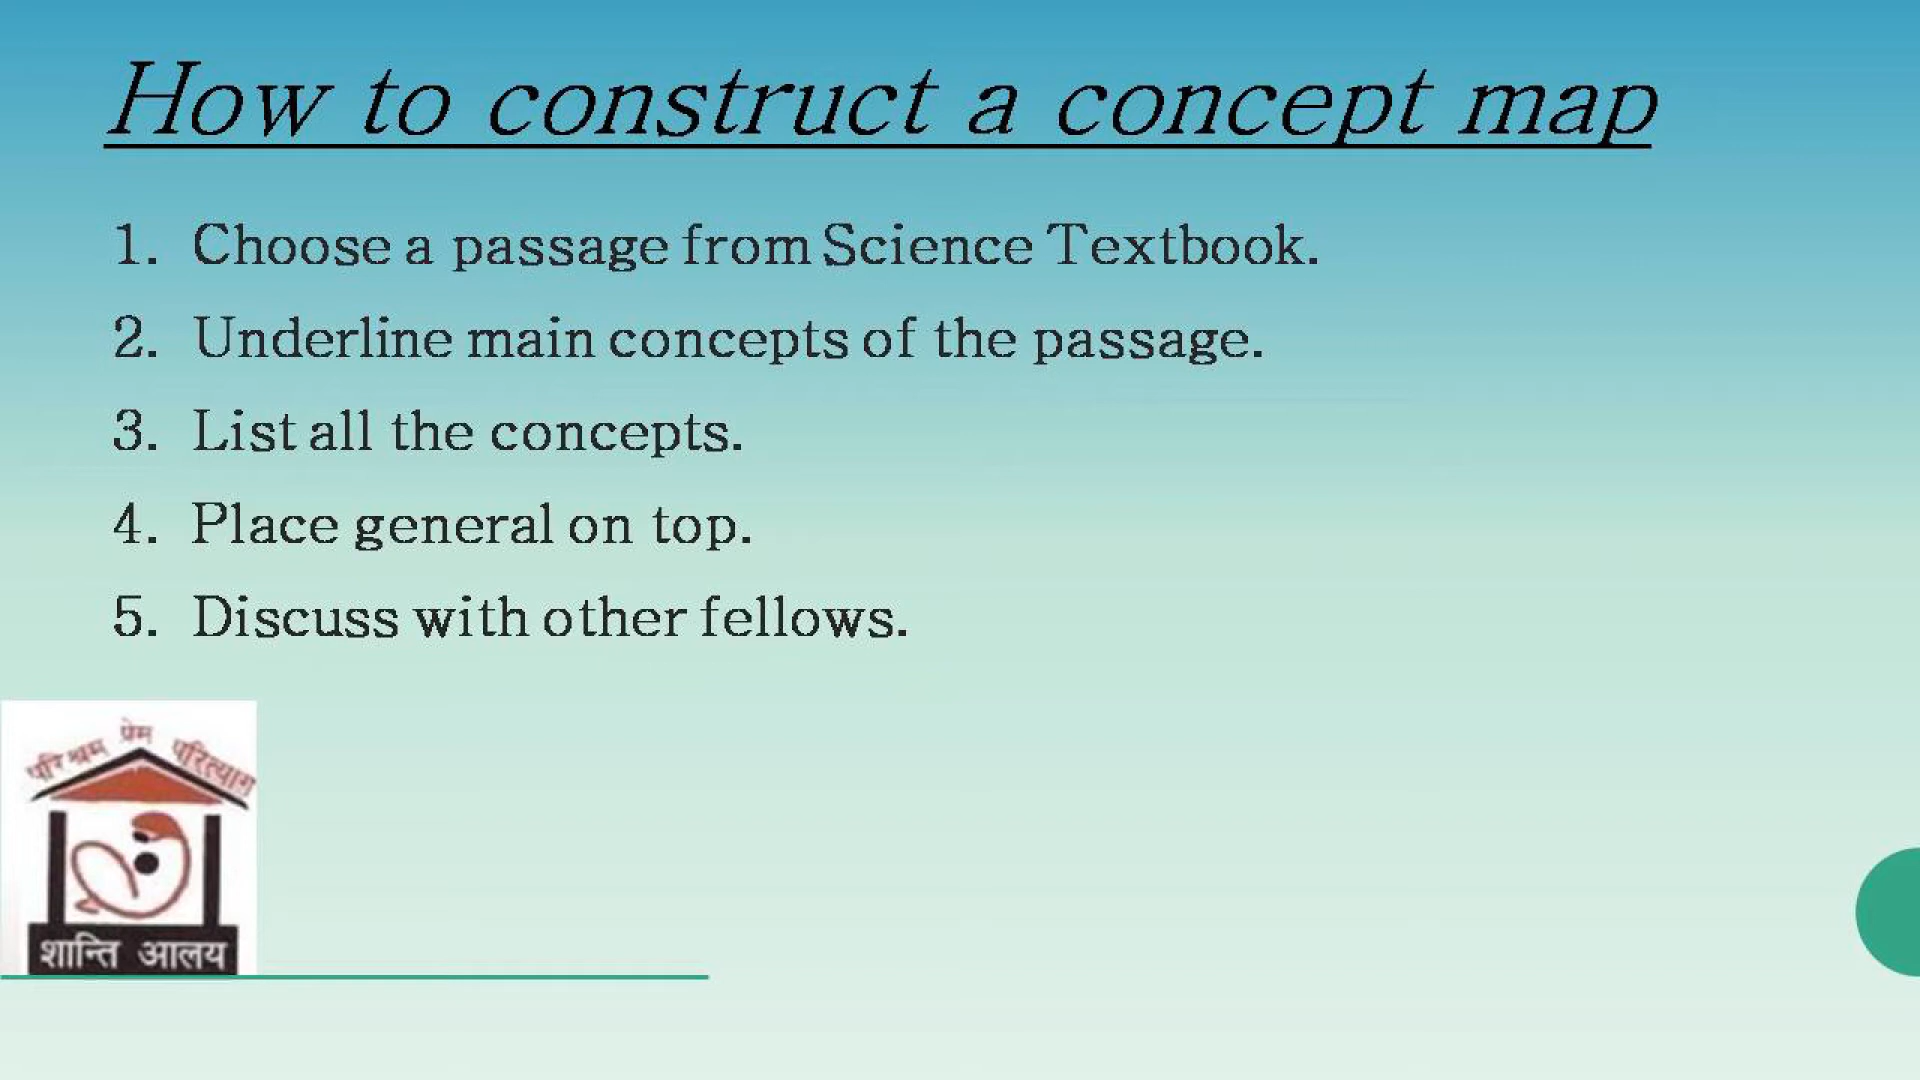 How to construct a concept map
1. Choose a passage from Science Textbook.
2. Underline main concepts of the passage.
3. List all the concepts.
4. Place general on top.
5. Discuss with other fellows.
परिश्रम प्रेम परित्याग
शान्ति आलय